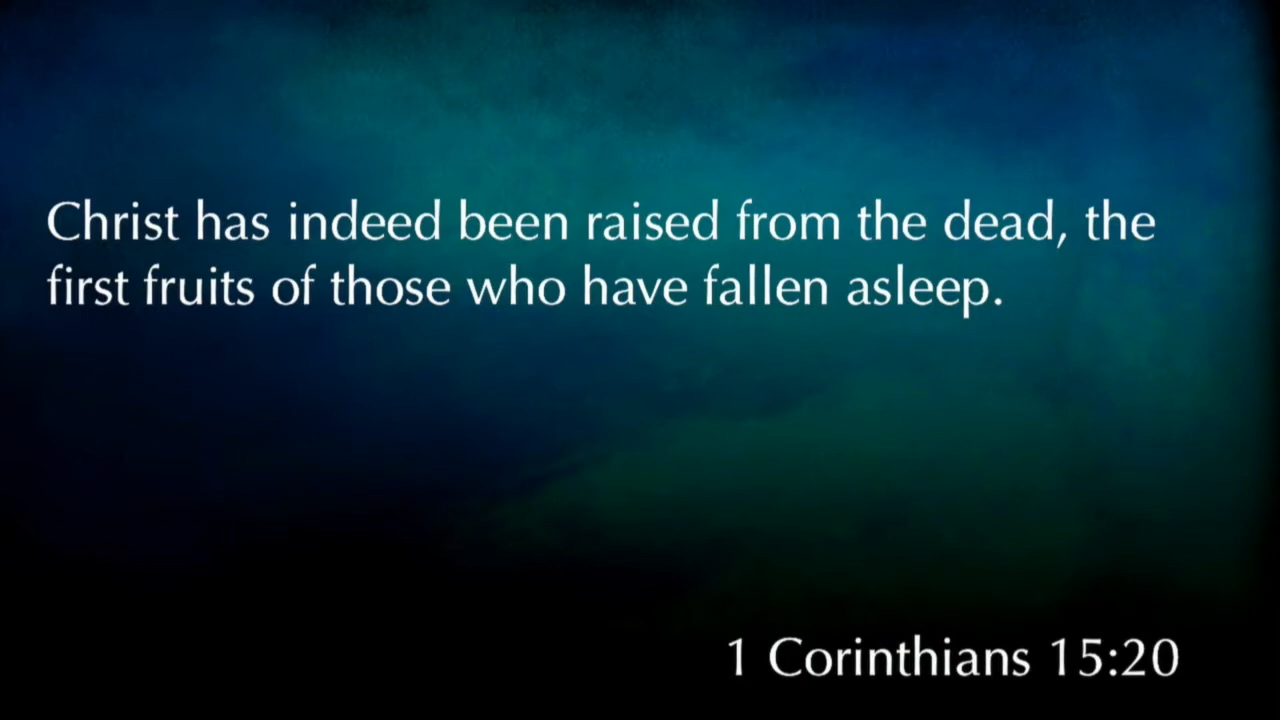 Christ has indeed been raised from the dead, the
first fruits of those who have fallen asleep.
1 Corinthians 15:20